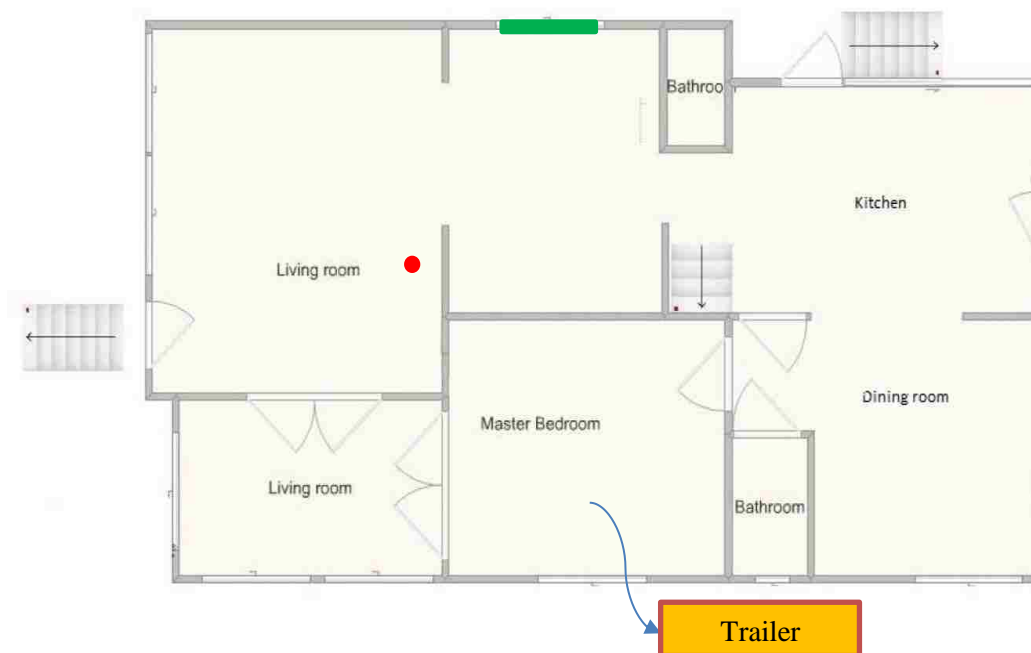 Bathroo
Kitchen
Living room
Dining room
Master Bedroom
Living room
Bathroom
Trailer